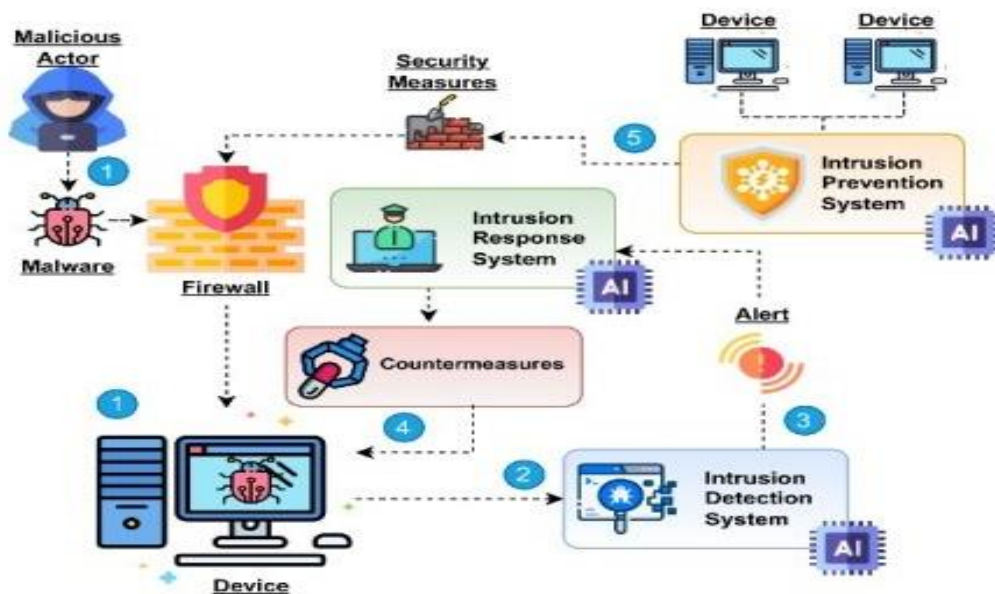 Malicious
Actor
1
Malware
Firewall
Security
Measures
5
Device
Device
Intrusion
Prevention
System
AI
Intrusion
Response
System
AI
Alert
Countermeasures
1
4
2
3
Intrusion
Detection
System
AI
Device